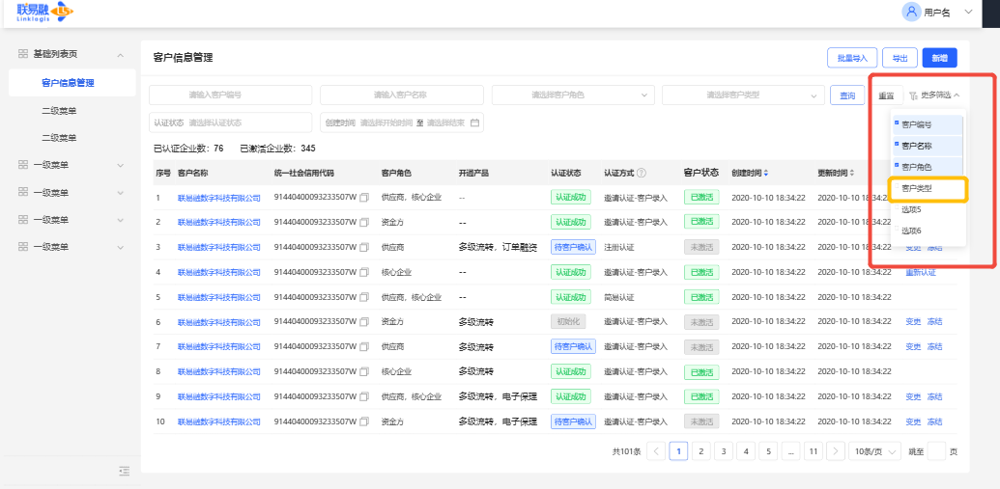 联易融
Linklogis
用户名
基础列表页
客户信息管理
二级菜单
二级菜单
一级菜单
一级菜单
一级菜单
一级菜单
客户信息管理
批量导入 导出 新增
请输入客户编号 请输入客户名称 请选择客户角色 请选择客户类型 查询 重置 更多筛选
认证状态 请选择认证状态 创建时间 请选择开始时间 至 请选择结束
已认证企业数：76 已激活企业数：345
序号 客户名称 统一社会信用代码 客户角色 开通产品 认证状态 认证方式 客户状态 创建时间 更新时间
1 联易融数字科技有限公司 91440400093233507W 供应商，核心企业 -- 认证成功 邀请认证-客户录入 已激活 2020-10-10 18:34:22 2020-10-10 18:34:22
2 联易融数字科技有限公司 91440400093233507W 资金方 -- 认证成功 邀请认证-客户录入 已激活 2020-10-10 18:34:22 2020-10-10 18:34:22
3 联易融数字科技有限公司 91440400093233507W 供应商 多级流转，订单融资 待客户确认 注册认证 未激活 2020-10-10 18:34:22 2020-10-10 18:34:22 变更 冻结
4 联易融数字科技有限公司 91440400093233507W 核心企业 -- 认证成功 邀请认证-客户录入 已激活 2020-10-10 18:34:22 2020-10-10 18:34:22 重新认证
5 联易融数字科技有限公司 91440400093233507W 供应商，核心企业 -- 认证成功 简易认证 已激活 2020-10-10 18:34:22 2020-10-10 18:34:22
6 联易融数字科技有限公司 91440400093233507W 资金方 多级流转 初始化 邀请认证-客户录入 未激活 2020-10-10 18:34:22 2020-10-10 18:34:22 变更 冻结
7 联易融数字科技有限公司 91440400093233507W 供应商 多级流转 待客户确认 邀请认证-客户录入 未激活 2020-10-10 18:34:22 2020-10-10 18:34:22 变更 冻结
8 联易融数字科技有限公司 91440400093233507W 核心企业 多级流转 认证成功 邀请认证-客户录入 已激活 2020-10-10 18:34:22 2020-10-10 18:34:22
9 联易融数字科技有限公司 91440400093233507W 供应商，核心企业 多级流转，电子保理 认证成功 邀请认证-客户录入 已激活 2020-10-10 18:34:22 2020-10-10 18:34:22 变更 冻结
10 联易融数字科技有限公司 91440400093233507W 资金方 多级流转，电子保理 待客户确认 邀请认证-客户录入 未激活 2020-10-10 18:34:22 2020-10-10 18:34:22 变更 冻结
客户编号
客户名称
客户角色
客户类型
选项5
选项6
共101条 1 2 3 4 5 ... 11 10条/页 跳至 页